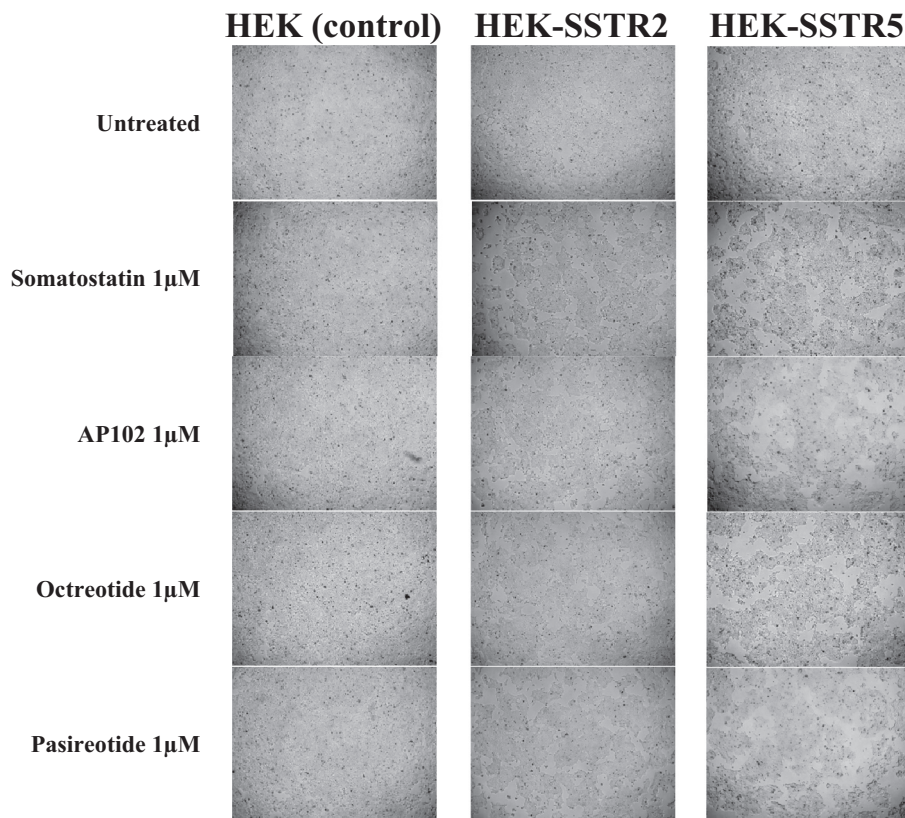 HEK (control) HEK-SSTR2 HEK-SSTR5
Untreated
Somatostatin 1µM
AP102 1µM
Octreotide 1µM
Pasireotide 1µM